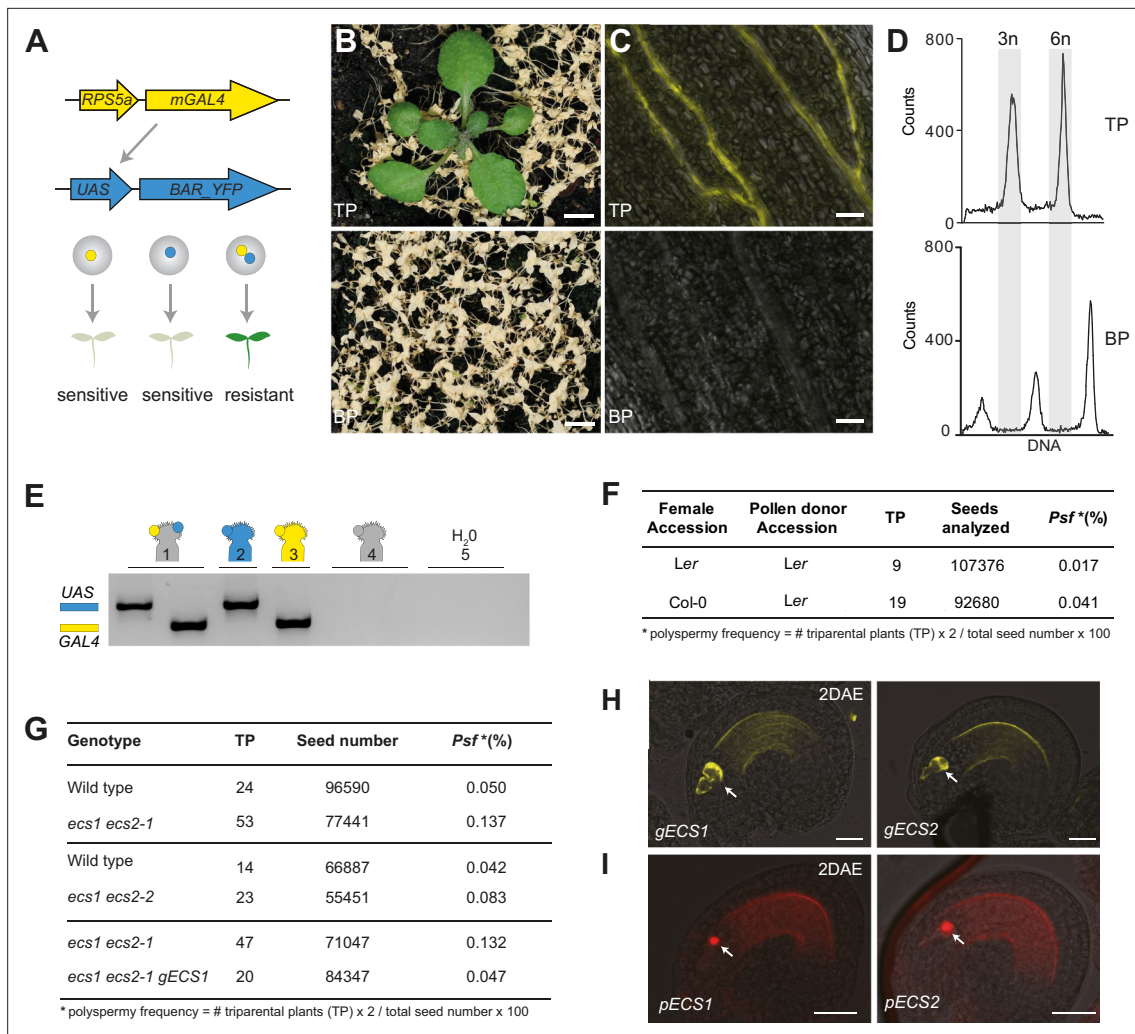 A
RPS5a
mGAL4
UAS
BAR_YFP
sensitive
sensitive
resistant
B
TP
BP
C
TP
BP
D
3n
6n
800
400
0
Counts
TP
800
400
0
Counts
BP
DNA
E
1
2
3
4
H20
5
UAS
GAL4
F
Female Accession
Pollen donor Accession
TP
Seeds analyzed
Psf *(%)
Ler Ler 9 107376 0.017
Col-0 Ler 19 92680 0.041
* polyspermy frequency = # triparental plants (TP) x 2 / total seed number x 100
G
Genotype TP Seed number Psf *(%)
Wild type 24 96590 0.050
ecs1 ecs2-1 53 77441 0.137
Wild type 14 66887 0.042
ecs1 ecs2-2 23 55451 0.083
ecs1 ecs2-1 47 71047 0.132
ecs1 ecs2-1 gECS1 20 84347 0.047
* polyspermy frequency = # triparental plants (TP) x 2 / total seed number x 100
H
2DAE
gECS1
gECS2
I
2DAE
pECS1
pECS2